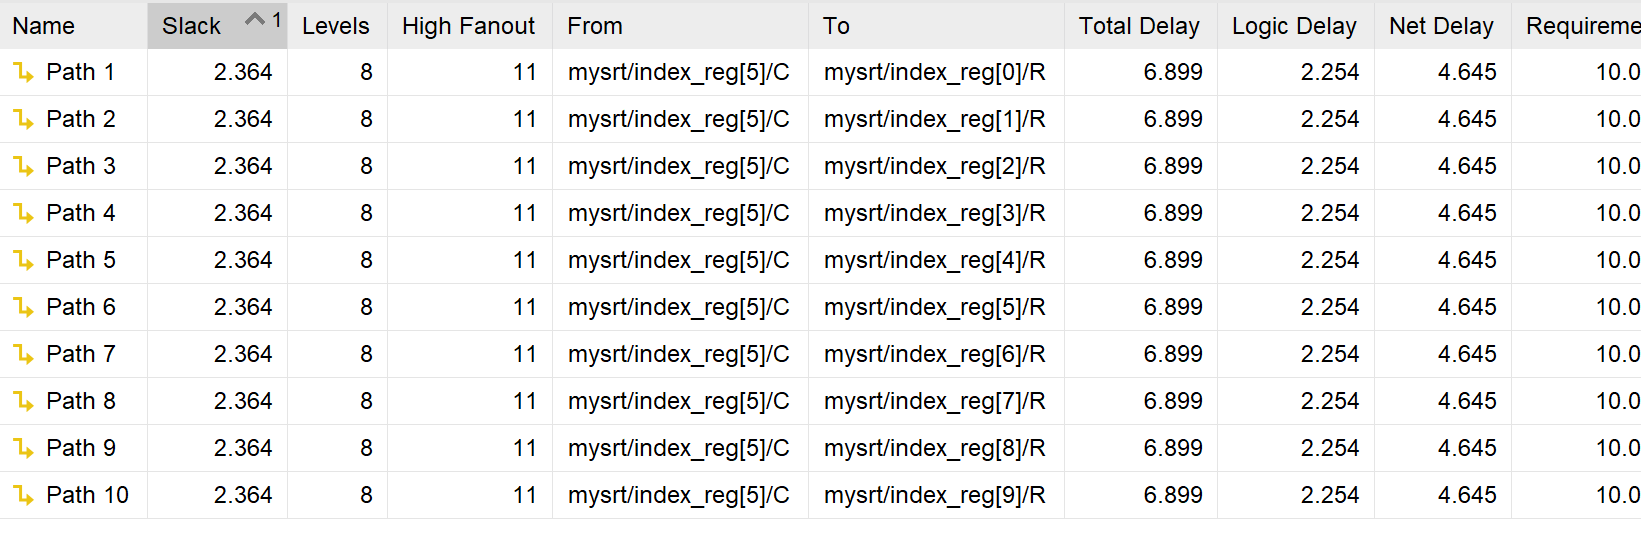 Name Slack 1 Levels High Fanout From To Total Delay Logic Delay Net Delay Requireme
Path 1 2.364 8 11 mysrt/index_reg[5]/C mysrt/index_reg[0]/R 6.899 2.254 4.645 10.0
Path 2 2.364 8 11 mysrt/index_reg[5]/C mysrt/index_reg[1]/R 6.899 2.254 4.645 10.0
Path 3 2.364 8 11 mysrt/index_reg[5]/C mysrt/index_reg[2]/R 6.899 2.254 4.645 10.0
Path 4 2.364 8 11 mysrt/index_reg[5]/C mysrt/index_reg[3]/R 6.899 2.254 4.645 10.0
Path 5 2.364 8 11 mysrt/index_reg[5]/C mysrt/index_reg[4]/R 6.899 2.254 4.645 10.0
Path 6 2.364 8 11 mysrt/index_reg[5]/C mysrt/index_reg[5]/R 6.899 2.254 4.645 10.0
Path 7 2.364 8 11 mysrt/index_reg[5]/C mysrt/index_reg[6]/R 6.899 2.254 4.645 10.0
Path 8 2.364 8 11 mysrt/index_reg[5]/C mysrt/index_reg[7]/R 6.899 2.254 4.645 10.0
Path 9 2.364 8 11 mysrt/index_reg[5]/C mysrt/index_reg[8]/R 6.899 2.254 4.645 10.0
Path 10 2.364 8 11 mysrt/index_reg[5]/C mysrt/index_reg[9]/R 6.899 2.254 4.645 10.0